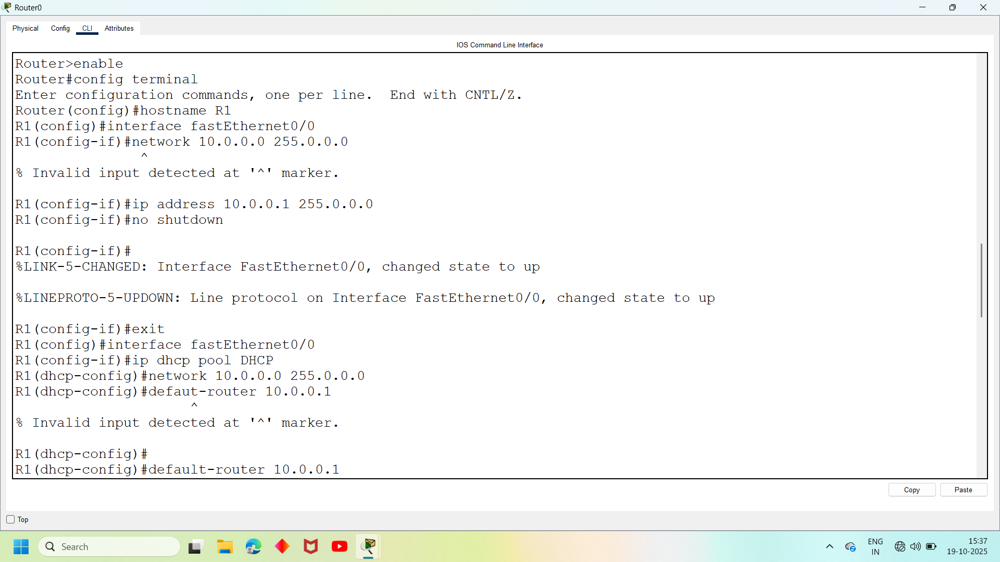 Router0
Physical Config CLI Attributes
IOS Command Line Interface
Router>enable
Router#config terminal
Enter configuration commands, one per line.  End with CNTL/Z.
Router(config)#hostname R1
R1(config)#interface fastEthernet0/0
R1(config-if)#network 10.0.0.0 255.0.0.0
^
% Invalid input detected at '^' marker.
R1(config-if)#ip address 10.0.0.1 255.0.0.0
R1(config-if)#no shutdown
R1(config-if)#
%LINK-5-CHANGED: Interface FastEthernet0/0, changed state to up
%LINEPROTO-5-UPDOWN: Line protocol on Interface FastEthernet0/0, changed state to up
R1(config-if)#exit
R1(config)#interface fastEthernet0/0
R1(config-if)#ip dhcp pool DHCP
R1(dhcp-config)#network 10.0.0.0 255.0.0.0
R1(dhcp-config)#defaut-router 10.0.0.1
^
% Invalid input detected at '^' marker.
R1(dhcp-config)#
R1(dhcp-config)#default-router 10.0.0.1
Copy Paste
Top
Search
ENG
IN
15:37
19-10-2025